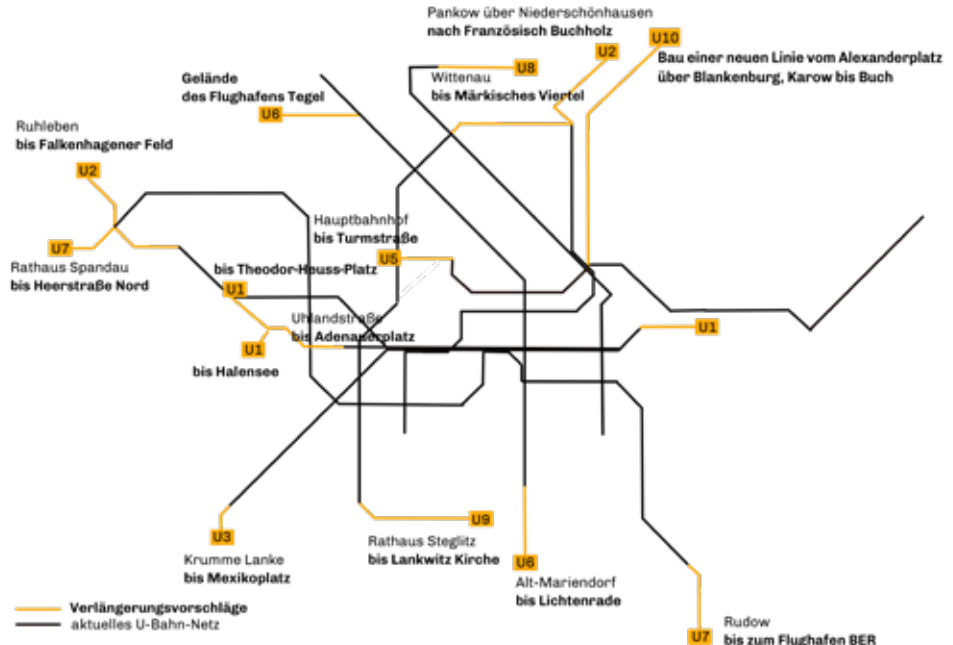 Pankow über Niederschönhausen
nach Französisch Buchholz
U2
U10
Bau einer neuen Linie vom Alexanderplatz
über Blankenburg, Karow bis Buch
U8
Wittenau
bis Märkisches Viertel
Gelände
des Flughafens Tegel
U6
Ruhleben
bis Falkenhagener Feld
U2
U7
Rathaus Spandau
bis Heerstraße Nord
Hauptbahnhof
bis Turmstraße
U5
bis Theodor-Heuss-Platz
U1
Uhlandstraße
bis Adenauerplatz
U1
bis Halensee
U1
U3
Krumme Lanke
bis Mexikoplatz
U9
Rathaus Steglitz
bis Lankwitz Kirche
U6
Alt-Mariendorf
bis Lichtenrade
U7
Rudow
bis zum Flughafen BER
Verlängerungsvorschläge
aktuelles U-Bahn-Netz